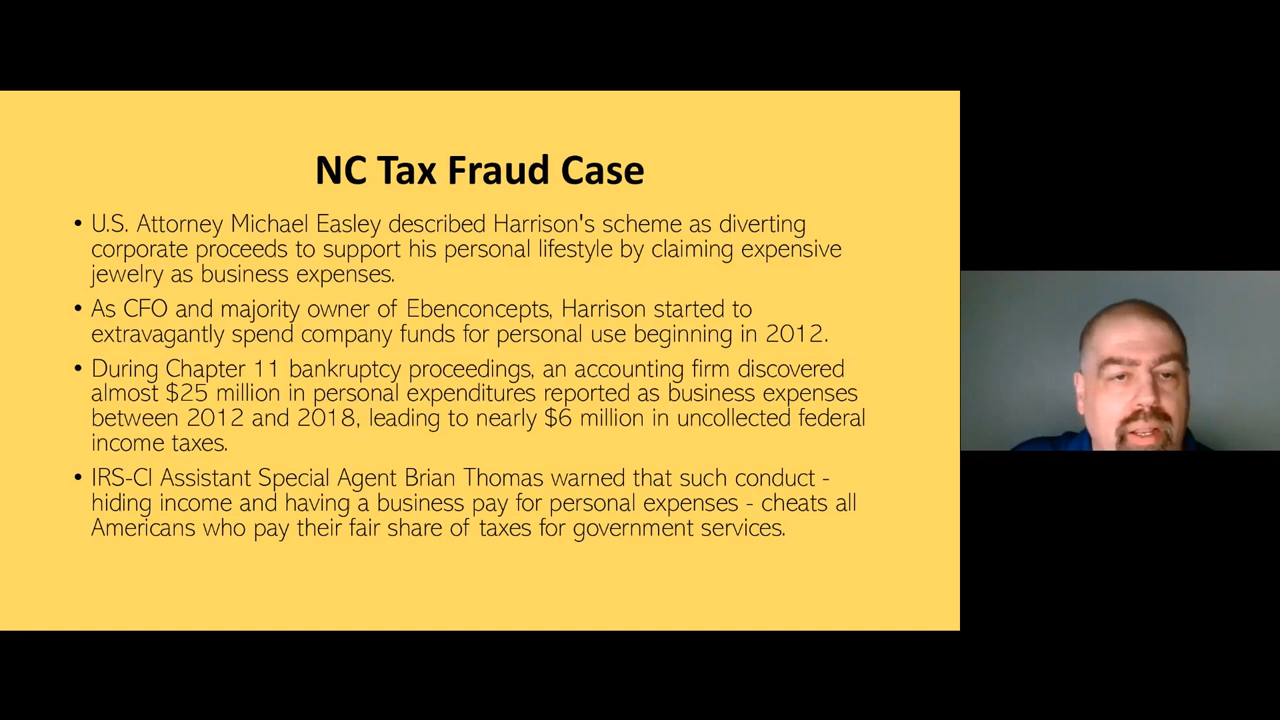 NC Tax Fraud Case
• U.S. Attorney Michael Easley described Harrison's scheme as diverting
corporate proceeds to support his personal lifestyle by claiming expensive
jewelry as business expenses.
• As CFO and majority owner of Ebenconcepts, Harrison started to
extravagantly spend company funds for personal use beginning in 2012.
• During Chapter 11 bankruptcy proceedings, an accounting firm discovered
almost $25 million in personal expenditures reported as business expenses
between 2012 and 2018, leading to nearly $6 million in uncollected federal
income taxes.
• IRS-CI Assistant Special Agent Brian Thomas warned that such conduct -
hiding income and having a business pay for personal expenses - cheats all
Americans who pay their fair share of taxes for government services.